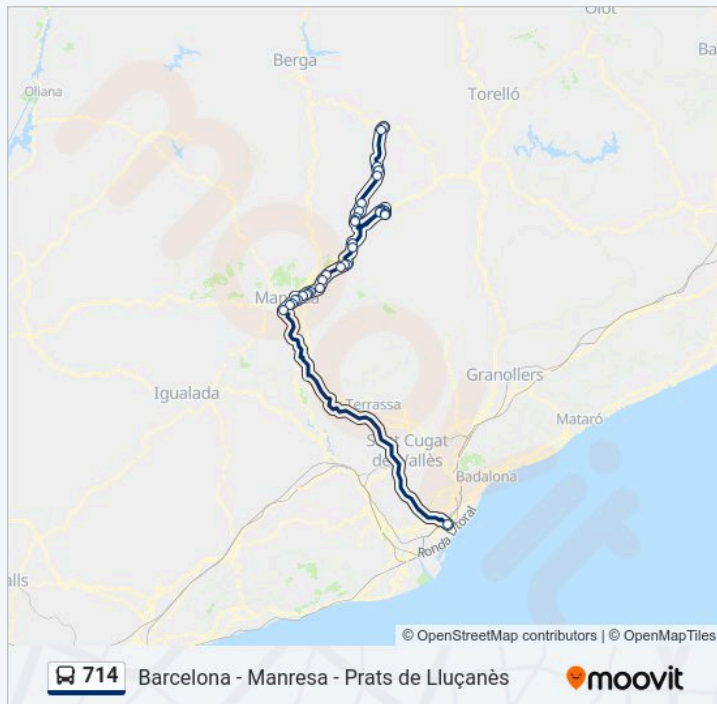 Olot
Berga
Oliana
Torelló
Ba
Manresa
Igualada
Granollers
Terrassa
Mataró
Sant Cugat
del Vallès
Badalona
Ronda Litoral
alls
© OpenStreetMap contributors | © OpenMapTiles
714 Barcelona - Manresa - Prats de Lluçanès
moovit